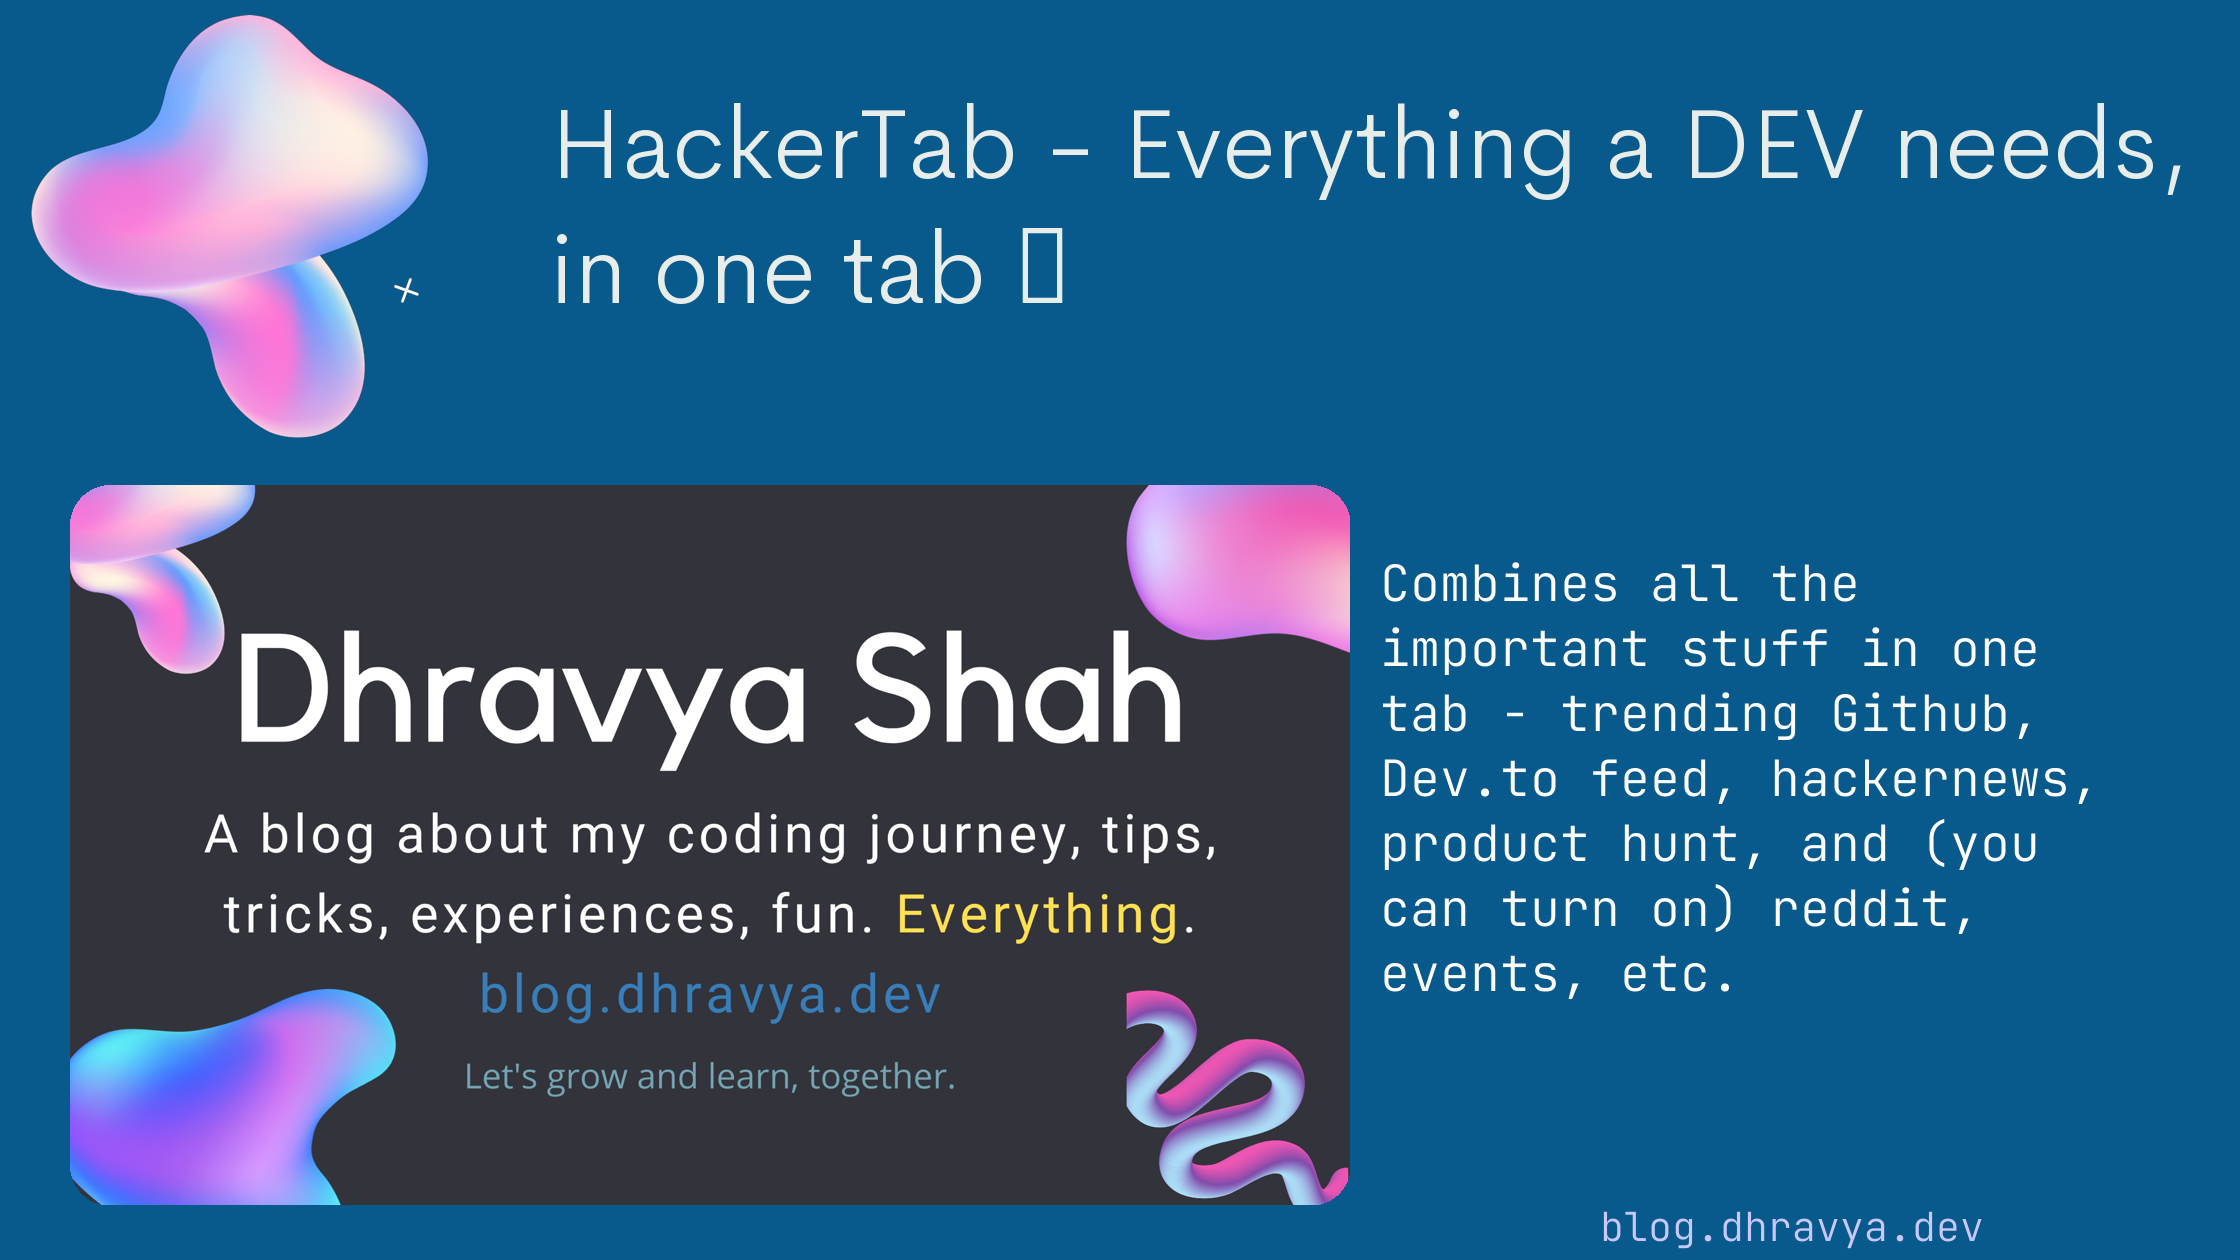 HackerTab - Everything a DEV needs,
in one tab
Dhravya Shah
A blog about my coding journey, tips,
tricks, experiences, fun. Everything.
blog.dhravya.dev
Let's grow and learn, together.
Combines all the
important stuff in one
tab - trending Github,
Dev.to feed, hackernews,
product hunt, and (you
can turn on) reddit,
events, etc.
blog.dhravya.dev